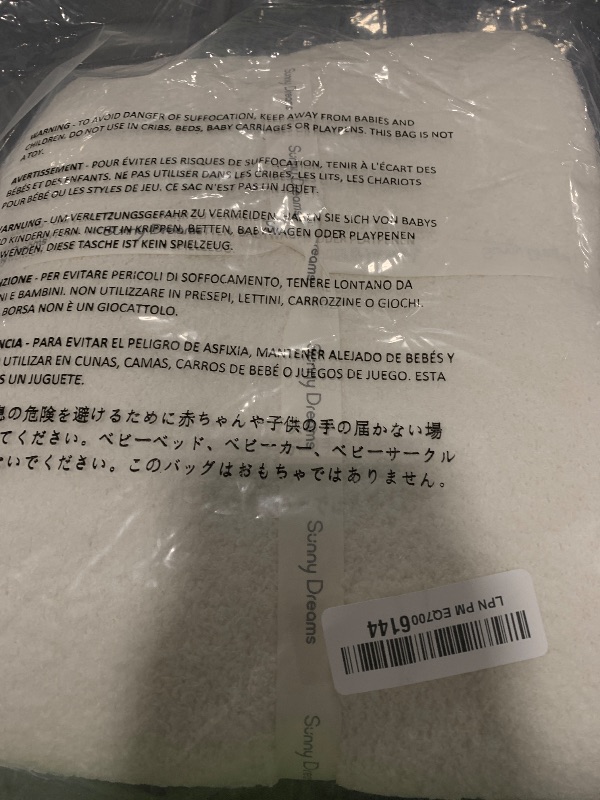 WARNING - TO AVOID DANGER OF SUFFOCATION, KEEP AWAY FROM BABIES AND
CHILDREN. DO NOT USE IN CRIBS, BEDS, BABY CARRIAGES OR PLAYPENS. THIS BAG IS NOT
A TOY.
AVERTISSEMENT - POUR ÉVITER LES RISQUES DE SUFFOCATION, TENIR À L'ÉCART DES
BÉBÉS ET DES ENFANTS. NE PAS UTILISER DANS LES CRIBES, LES LITS, LES CHARIOTS
POUR BÉBÉ OU LES STYLES DE JEU. CE SAC N'EST PAS UN JOUET.
ARNUNG - UM VERLETZUNGSGEFAHR ZU VERMEIDEN, SIE SICH VON BABYS
D KINDERN FERN. NICHT IN KRIPPEN, BETTEN, ODER PLAYPENEN
WENDEN, DIESE TASCHE IST KEIN SPIELZEUG.
NZIONE - PER EVITARE PERICOLI DI SOFFOCAMENTO, TENERE LONTANO DA
NI E BAMBINI. NON UTILIZZARE IN PRESEPI, LETTINI, CARROZZINE O GIOCHI.
BORSA NON È UN GIOCATTOLO.
NCIA - PARA EVITAR EL PELIGRO DE ASFIXIA, MANTENER ALEJADO DE BEBÉS Y
UTILIZAR EN CUNAS, CAMAS, CARROS DE BEBÉ O JUEGOS DE JUEGO. ESTA
S UN JUGUETE.
息の危険を避けるために赤ちゃんや子供の手の届かない場
てください。ベビーベッド、ベビーカー、ベビーサークル
いでください。このバッグはおもちゃではありません。
Sunny Dreams
Sunny Dreams
Sunny Dreams
Sunny Dre
LPN PM EQ7006144